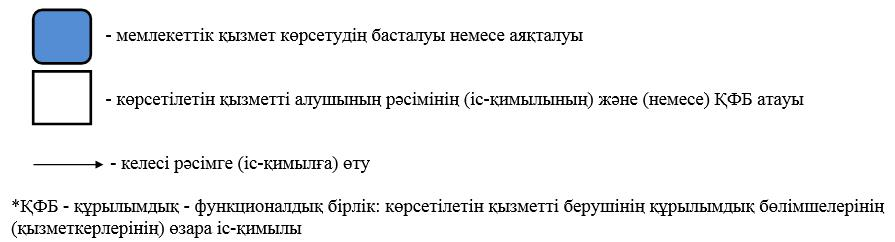 - мемлекеттік қызмет көрсетудің басталуы немесе аяқталуы
- көрсетілетін қызметті алушының рәсімінің (іс-қимылының) және (немесе) ҚФБ атауы
- келесі рәсімге (іс-қимылға) өту
*ҚФБ - құрылымдық - функционалдық бірлік: көрсетілетін қызметті берушінің құрылымдық бөлімшелерінің
(қызметкерлерінің) өзара іс-қимылы